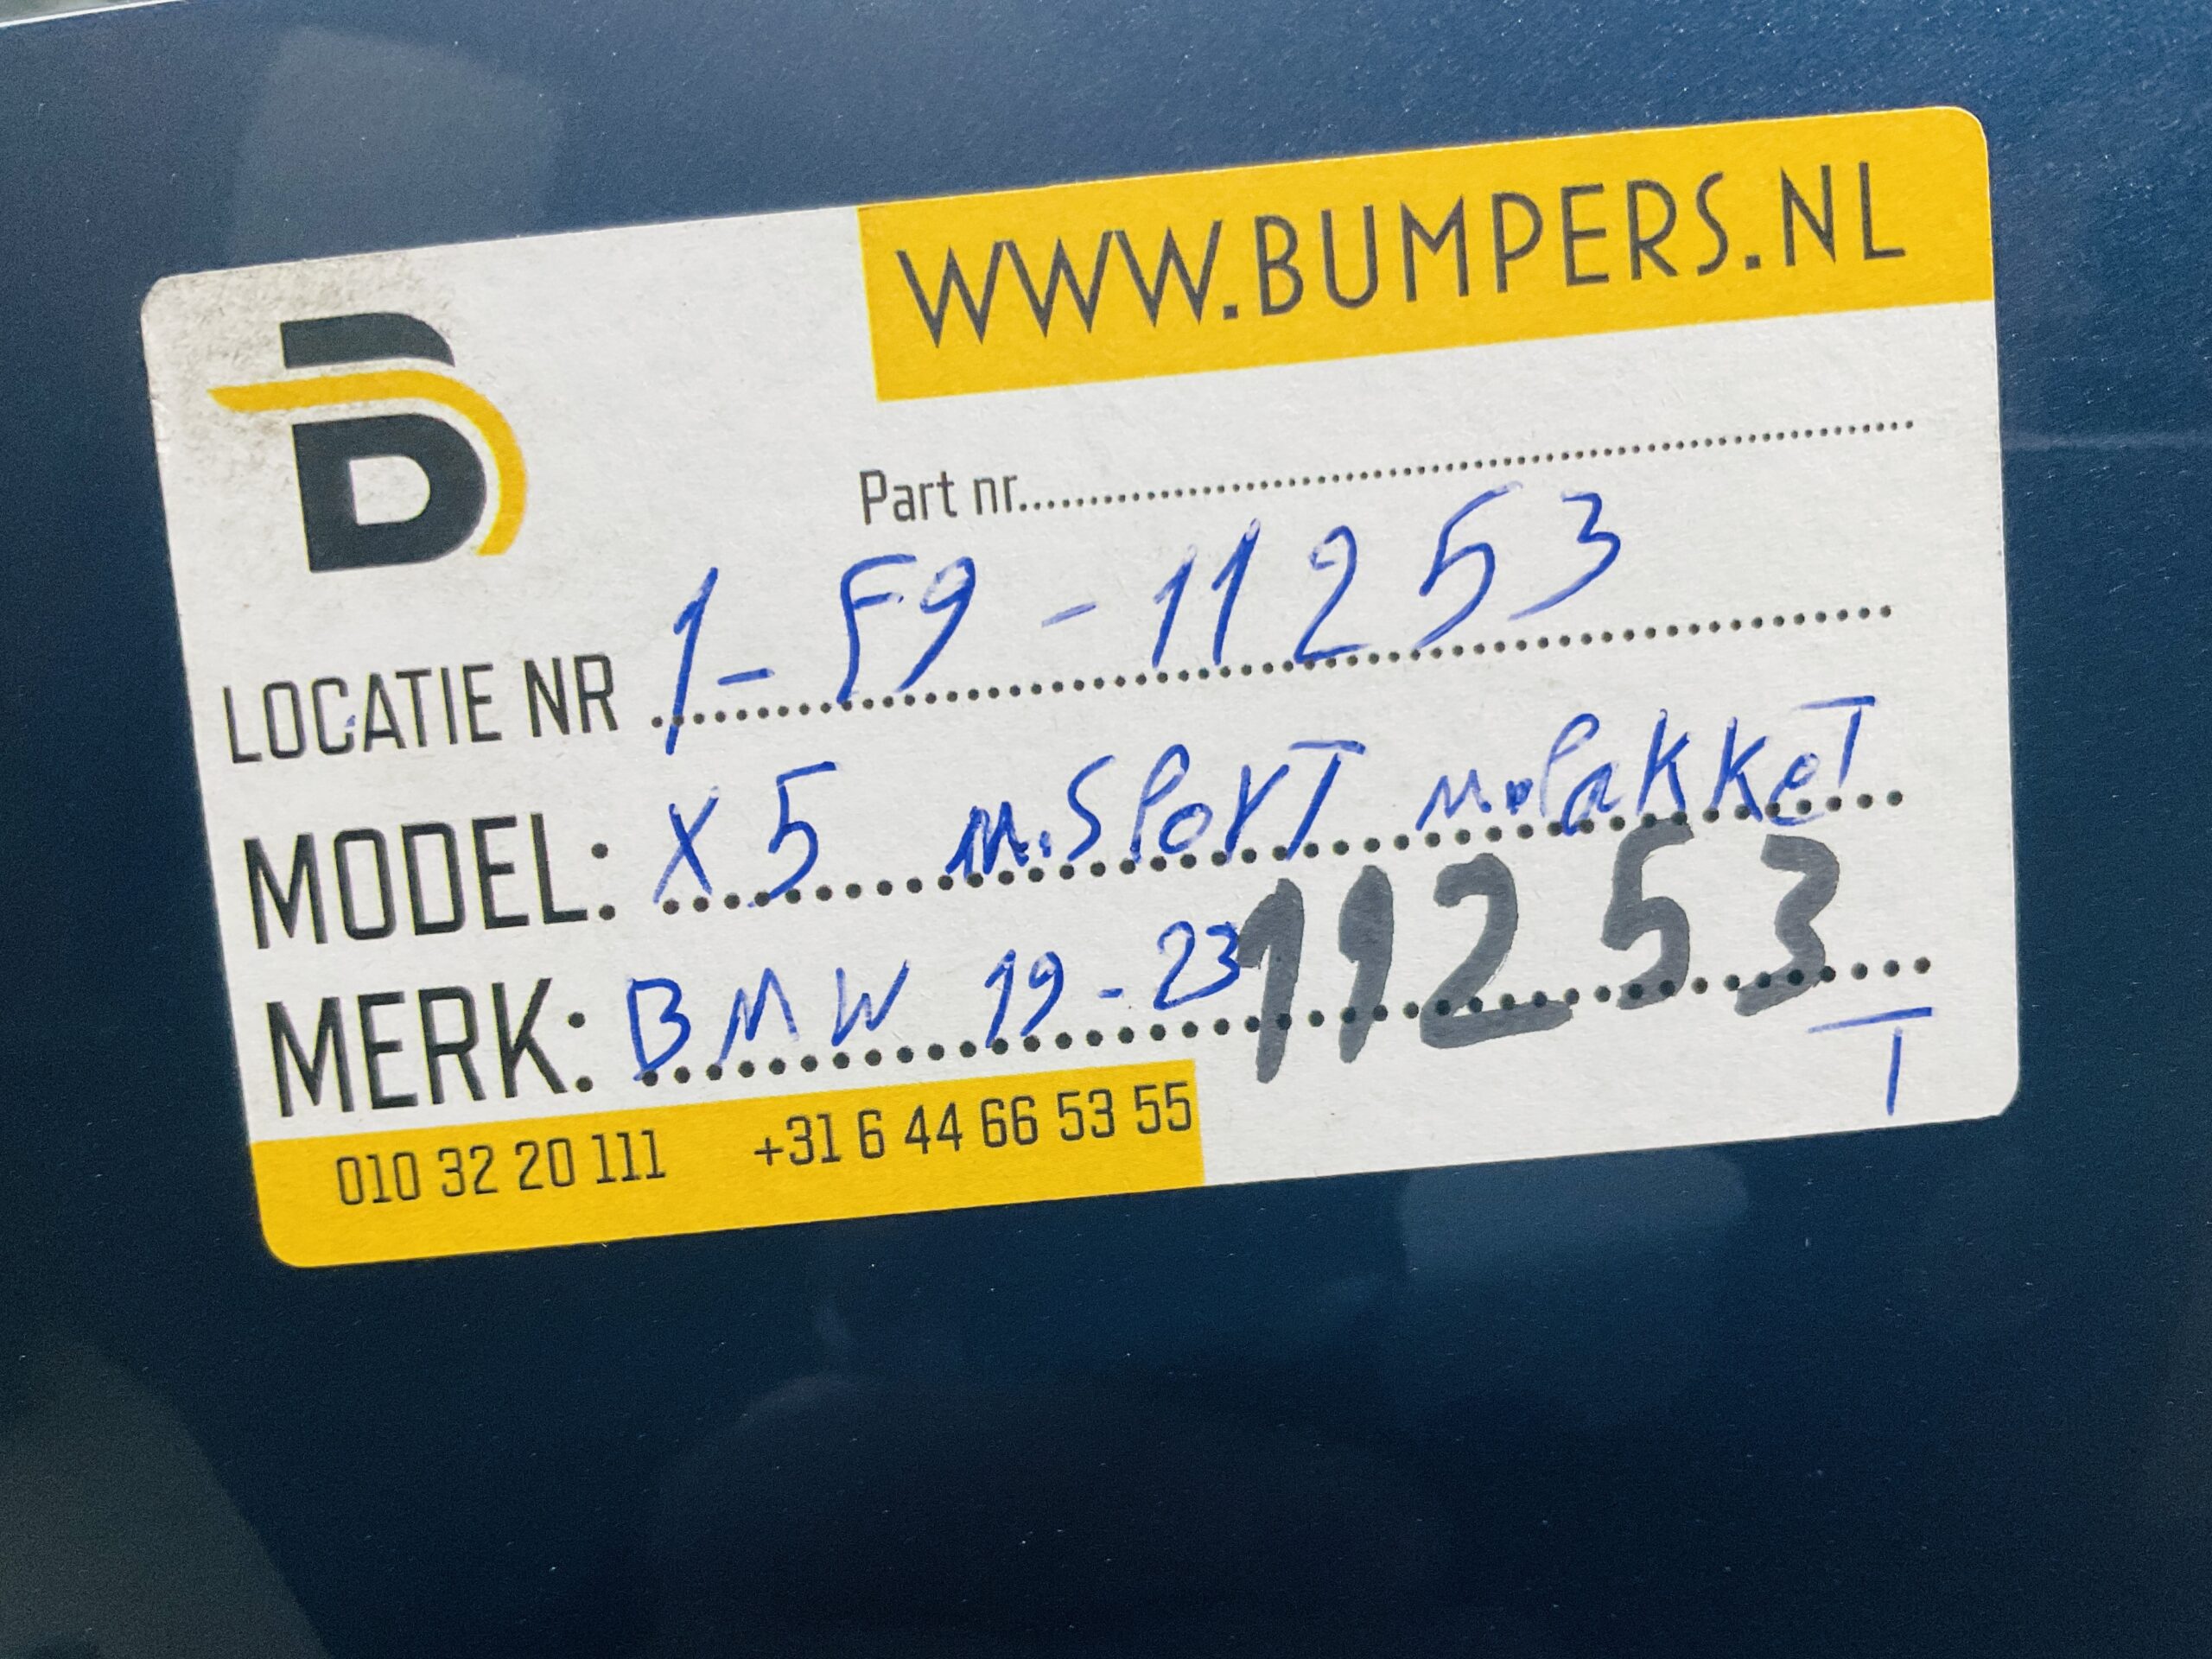 WWW.BUMPERS.NL
B
Part nr.
LOCATIE NR 1-F9-11253
MODEL: X5 M.SPORT M.PakKeT
MERK: BMW 19-23 11253
T
010 32 20 111 +31 6 44 66 53 55